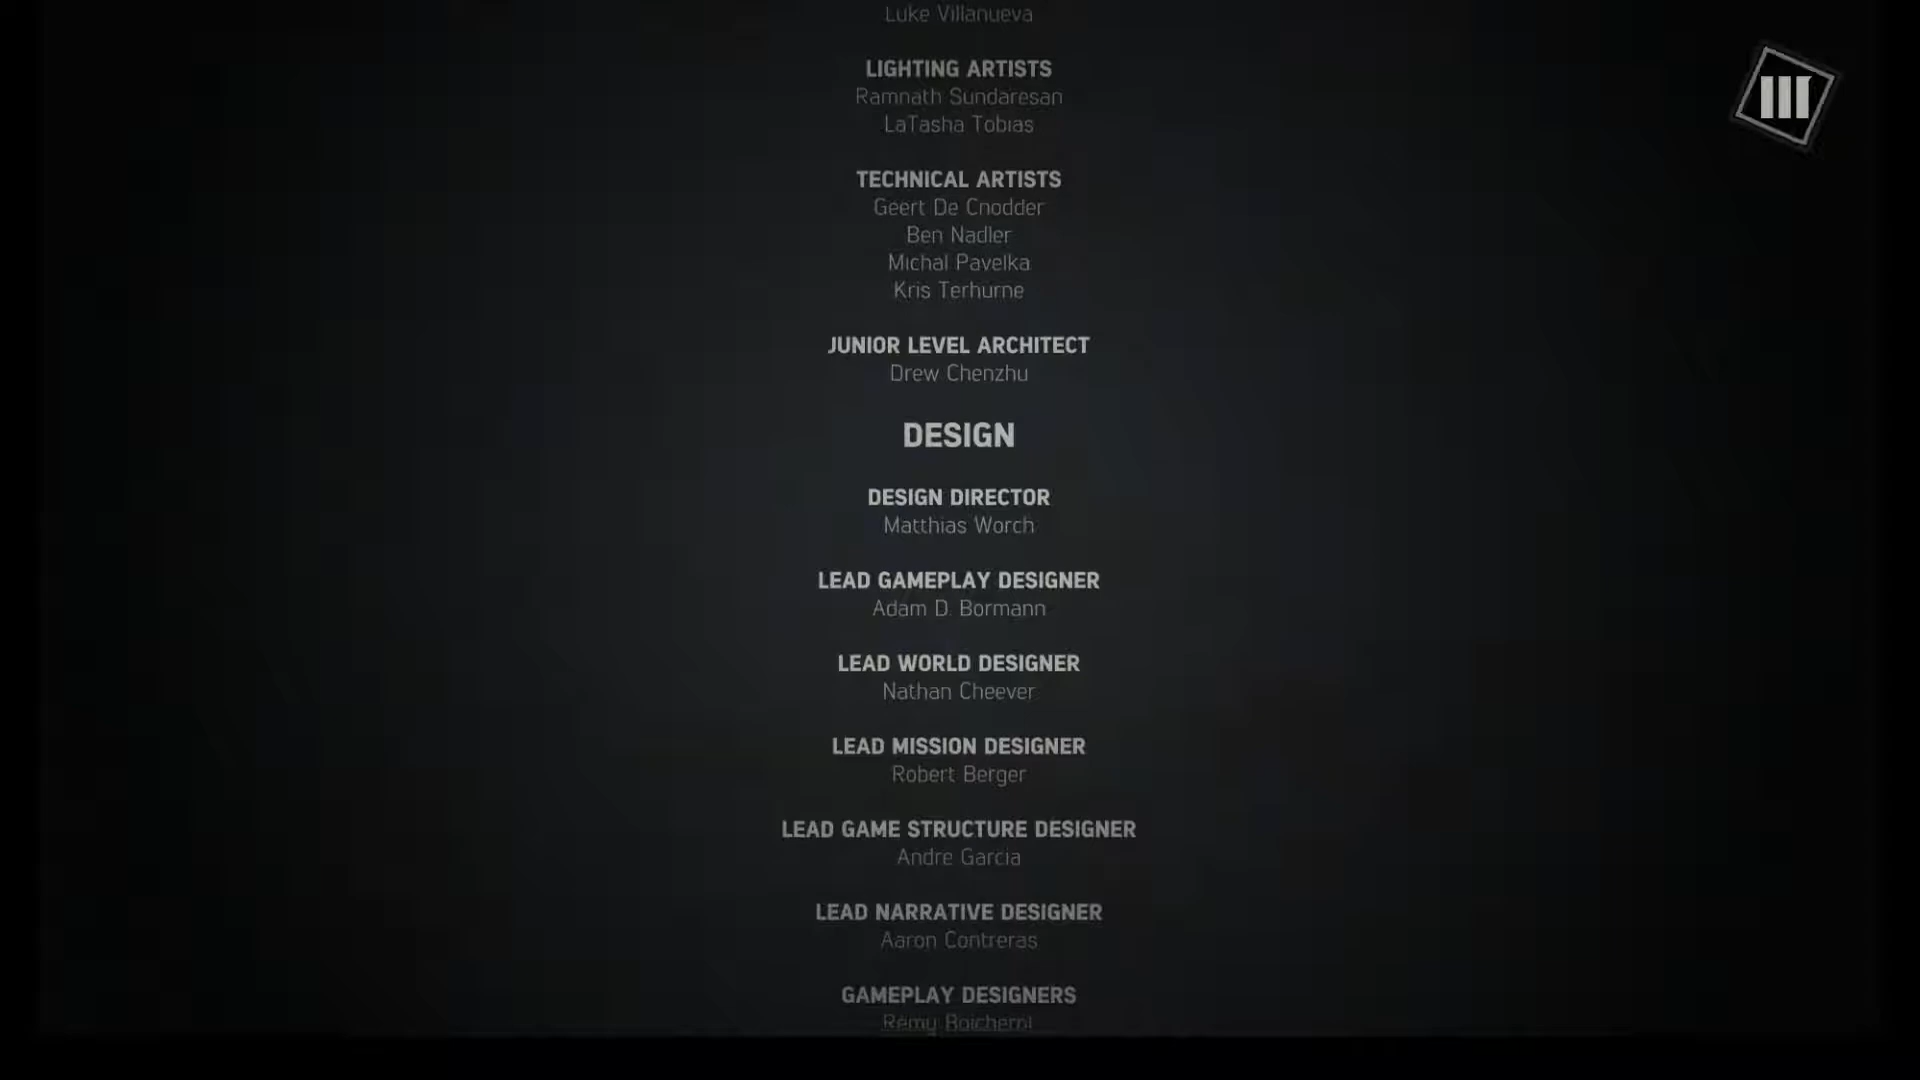 Luke Villanueva
LIGHTING ARTISTS
Ramnath Sundaresan
LaTasha Tobias
TECHNICAL ARTISTS
Geert De Cnodder
Ben Nadler
Michal Pavelka
Kris Terhurne
JUNIOR LEVEL ARCHITECT
Drew Chenzhu
DESIGN
DESIGN DIRECTOR
Matthias Worch
LEAD GAMEPLAY DESIGNER
Adam D. Bormann
LEAD WORLD DESIGNER
Nathan Cheever
LEAD MISSION DESIGNER
Robert Berger
LEAD GAME STRUCTURE DESIGNER
Andre Garcia
LEAD NARRATIVE DESIGNER
Aaron Contreras
GAMEPLAY DESIGNERS
Remy Boicherot
III